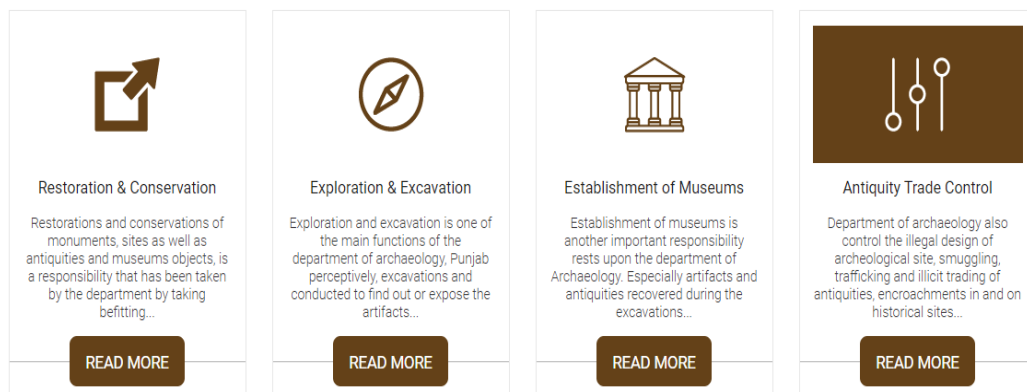 Restoration & Conservation
Restorations and conservations of
monuments, sites as well as
antiquities and museums objects, is
a responsibility that has been taken
by the department by taking
befitting...
READ MORE
Exploration & Excavation
Exploration and excavation is one of
the main functions of the
department of archaeology, Punjab
perceptively, excavations and
conducted to find out or expose the
artifacts...
READ MORE
Establishment of Museums
Establishment of museums is
another important responsibility
rests upon the department of
Archaeology. Especially artifacts and
antiquities recovered during the
excavations...
READ MORE
Antiquity Trade Control
Department of archaeology also
control the illegal design of
archeological site, smuggling,
trafficking and illicit trading of
antiquities, encroachments in and on
historical sites...
READ MORE